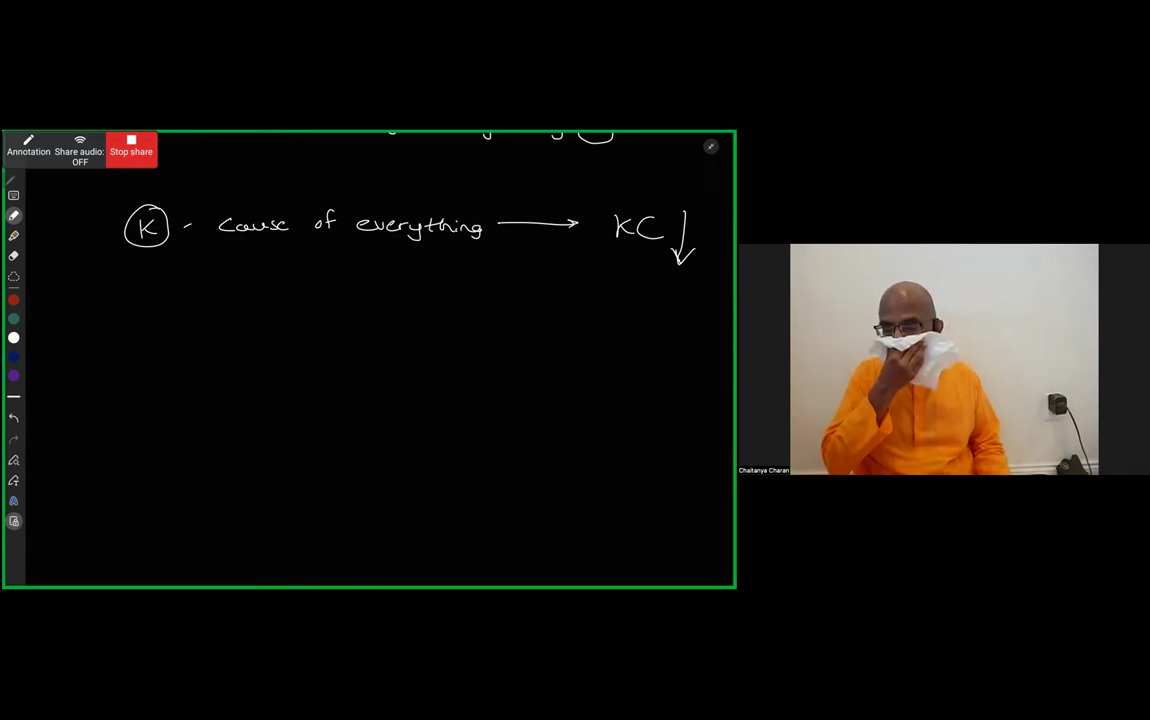 Annotation
Share audio:
OFF
Stop share
K - cause of everything → KC ↓
Chaitanya Charan